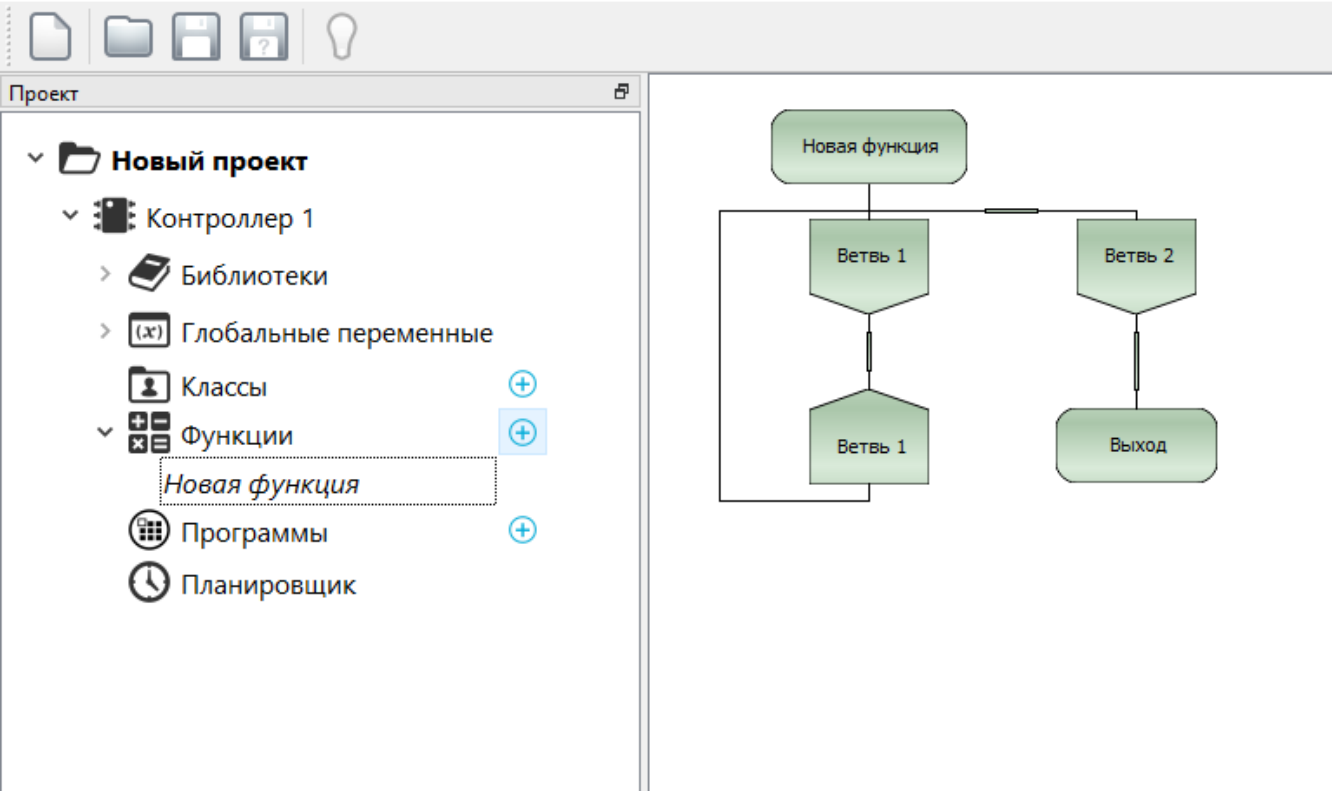 ?
Проект
Новый проект
Контроллер 1
Библиотеки
(x) Глобальные переменные
Классы
Функции
Новая функция
Программы
Планировщик
Новая функция
Ветвь 1
Ветвь 2
Ветвь 1
Выход